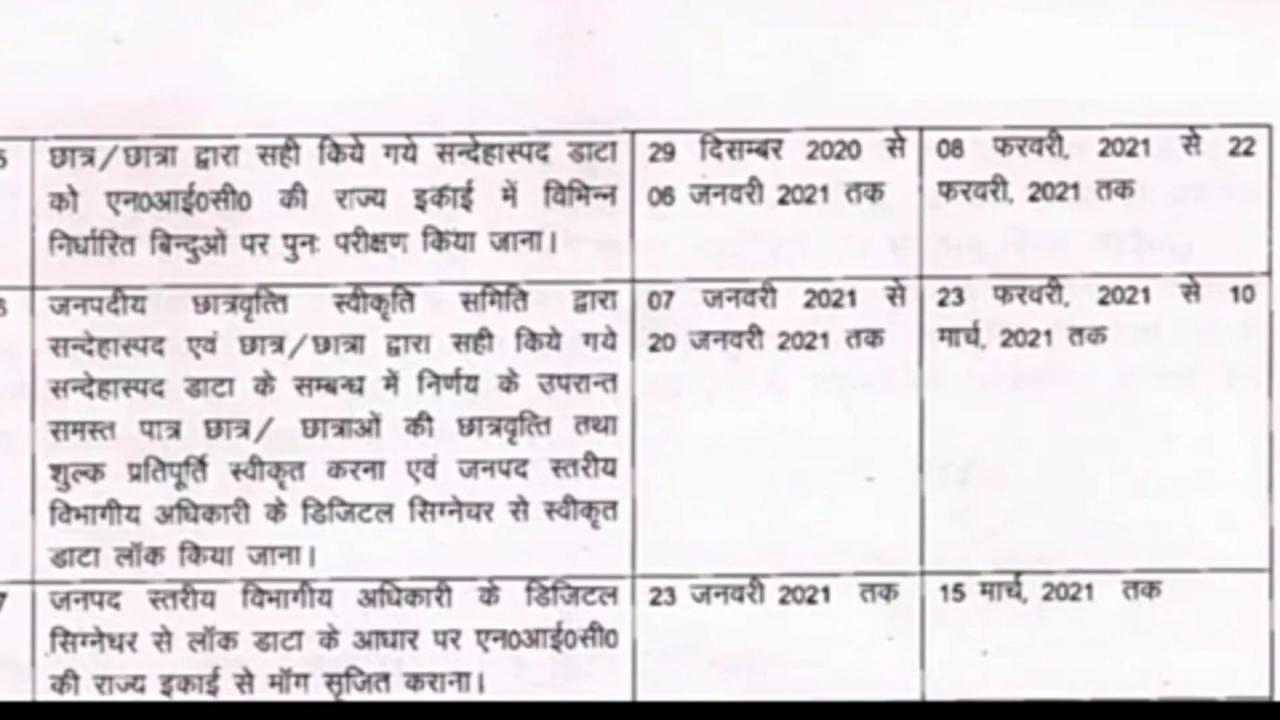 छात्र/छात्रा द्वारा सही किये गये सन्देहास्पद डाटा
को एन0आई0सी0 की राज्य इकाई में विभिन्न
निर्धारित बिन्दुओं पर पुनः परीक्षण किया जाना।
29 दिसम्बर 2020 से
06 जनवरी 2021 तक
08 फरवरी, 2021 से 22
फरवरी, 2021 तक
जनपदीय छात्रवृत्ति स्वीकृति समिति द्वारा
सन्देहास्पद एवं छात्र/छात्रा द्वारा सही किये गये
सन्देहास्पद डाटा के सम्बन्ध में निर्णय के उपरान्त
समस्त पात्र छात्र/ छात्राओं की छात्रवृत्ति तथा
शुल्क प्रतिपूर्ति स्वीकृत करना एवं जनपद स्तरीय
विभागीय अधिकारी के डिजिटल सिग्नेचर से स्वीकृत
डाटा लॉक किया जाना।
07 जनवरी 2021 से
20 जनवरी 2021 तक
23 फरवरी, 2021 से 10
मार्च, 2021 तक
7
जनपद स्तरीय विभागीय अधिकारी के डिजिटल
सिग्नेचर से लॉक डाटा के आधार पर एन0आई0सी0
की राज्य इकाई से मॉग सृजित कराना।
23 जनवरी 2021 तक
15 मार्च, 2021 तक